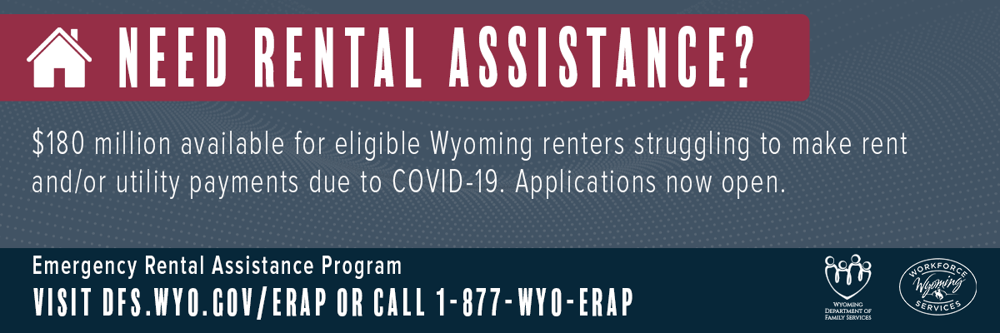 NEED RENTAL ASSISTANCE?
$180 million available for eligible Wyoming renters struggling to make rent
and/or utility payments due to COVID-19. Applications now open.
Emergency Rental Assistance Program
VISIT DFS.WYO.GOV/ERAP OR CALL 1-877-WYO-ERAP
WYOMING
DEPARTMENT OF
FAMILY SERVICES
WORKFORCE
Wyoming
SERVICES